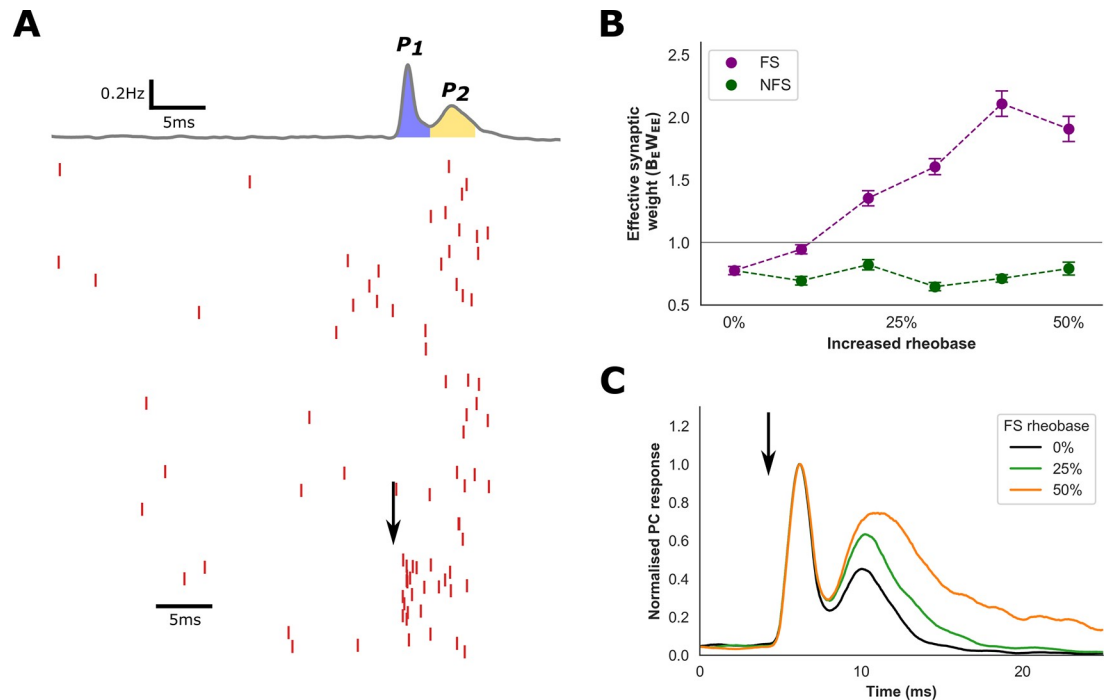 A
P1
P2
0.2Hz
5ms
5ms
B
2.5
2.0
1.5
1.0
0.5
Effective synaptic
weight (BEWEE)
FS
NFS
0%
25%
50%
Increased rheobase
C
1.2
1.0
0.8
0.6
0.4
0.2
0.0
Normalised PC response
FS rheobase
0%
25%
50%
0
10
20
Time (ms)